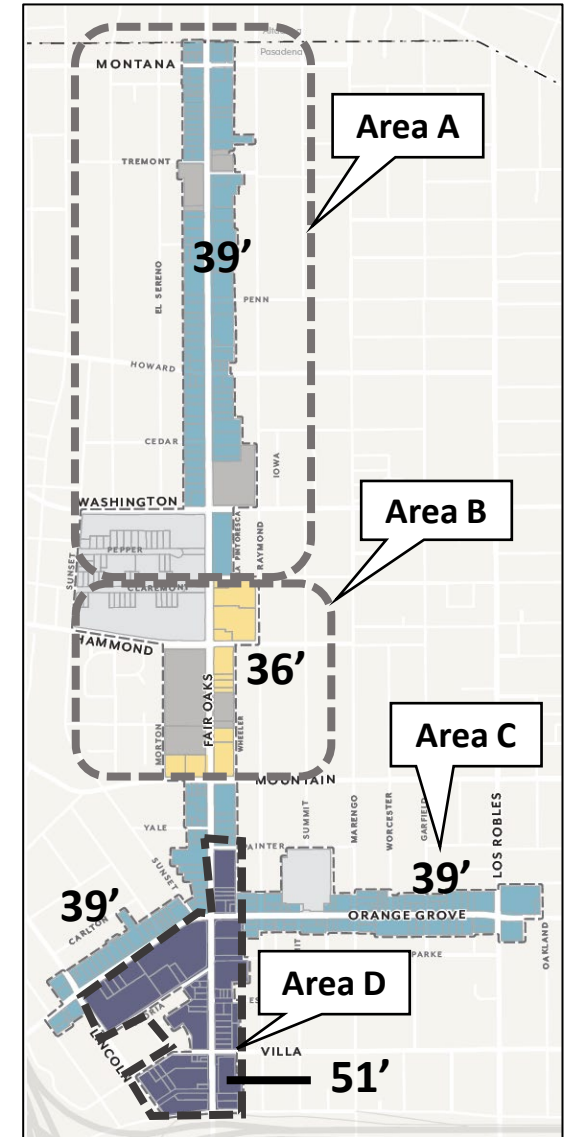 Altadena
Pasadena
MONTANA
Area A
TREMONT
39’
EL SERENO
PENN
HOWARD
CEDAR
IOWA
WASHINGTON
Area B
PEPPER
LA PINTORESCA
RAYMOND
SUNSET
CLAREMONT
HAMMOND
36’
FAIR OAKS
MORTON
WHEELER
Area C
MOUNTAIN
SUMMIT
MARENGO
WORCESTER
GARFIELD
LOS ROBLES
YALE
PAINTER
SUNSET
39’
39’
CARLTON
ORANGE GROVE
OAKLAND
PARKE
Area D
LINCOLN
VILLA
51’